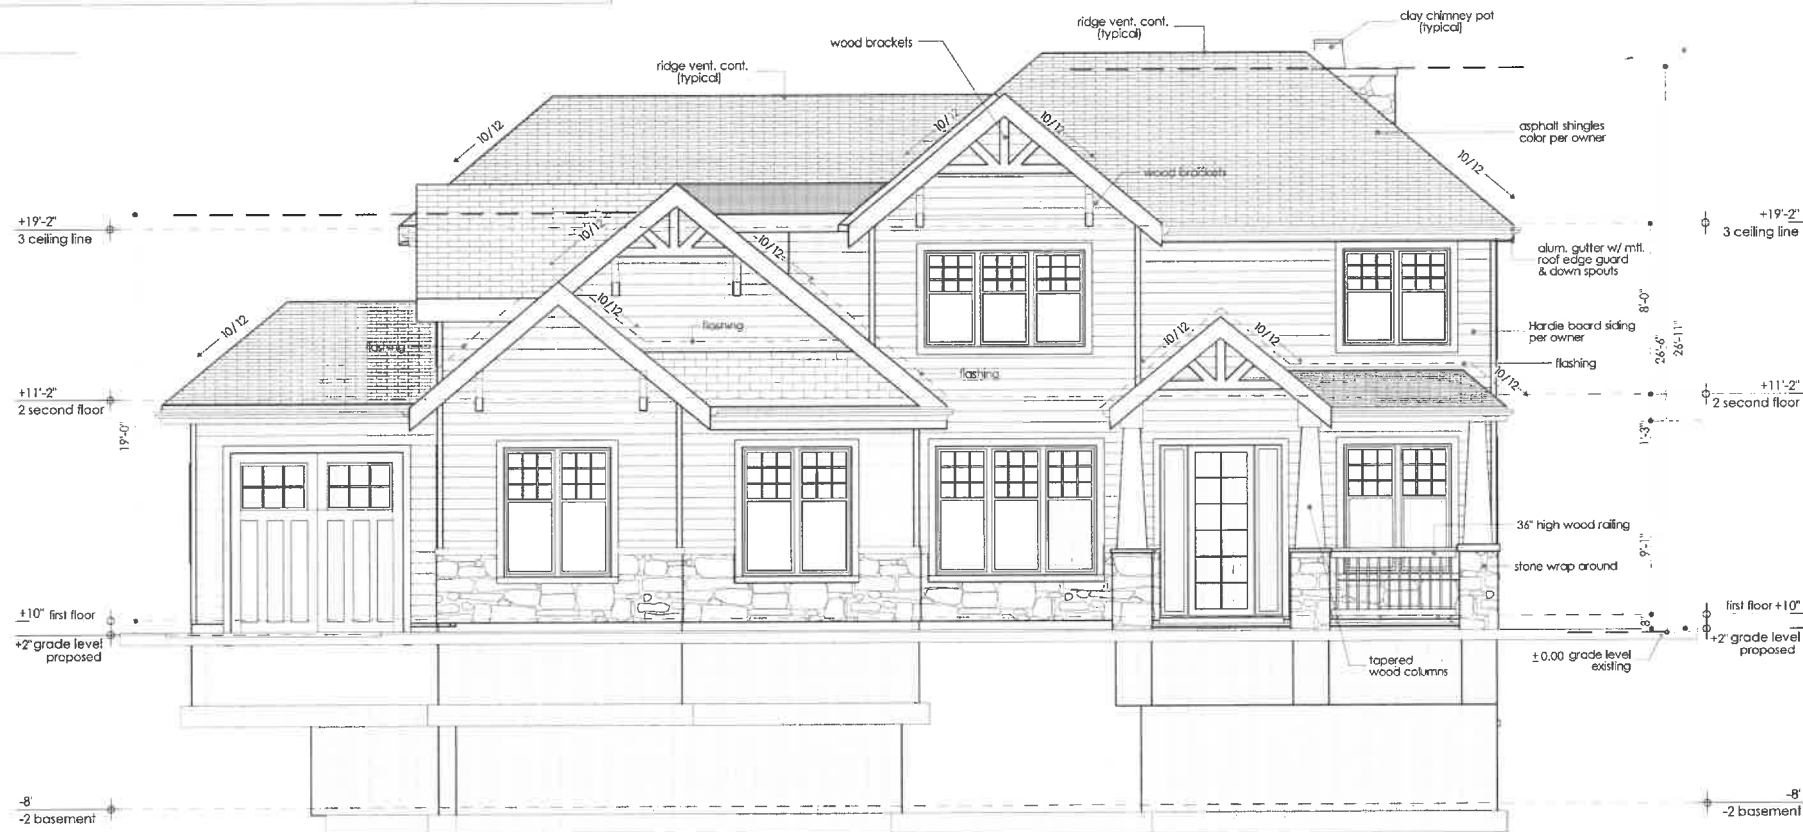 clay chimney pot
(typical)
ridge vent. cont.
(typical)
wood brackets
ridge vent. cont.
(typical)
10/12
10/12
10/12
asphalt shingles
color per owner
10/12
wood brackets
+19'-2"
3 ceiling line
+19'-2"
3 ceiling line
10/12
10/12
alum. gutter w/ mtl.
roof edge guard
& down spouts
8'-0"
10/12
10/12
flashing
flashing
10/12
10/12
Hardie board siding
per owner
26'-6"
26'-11"
flashing
flashing
10/12
+11'-2"
2 second floor
+11'-2"
2 second floor
19'-0"
1'-3"
36" high wood railing
9'-1"
stone wrap around
+10" first floor
first floor +10"
8"
+2" grade level
proposed
+2" grade level
proposed
±0.00 grade level
existing
tapered
wood columns
-8'
-2 basement
-8'
-2 basement